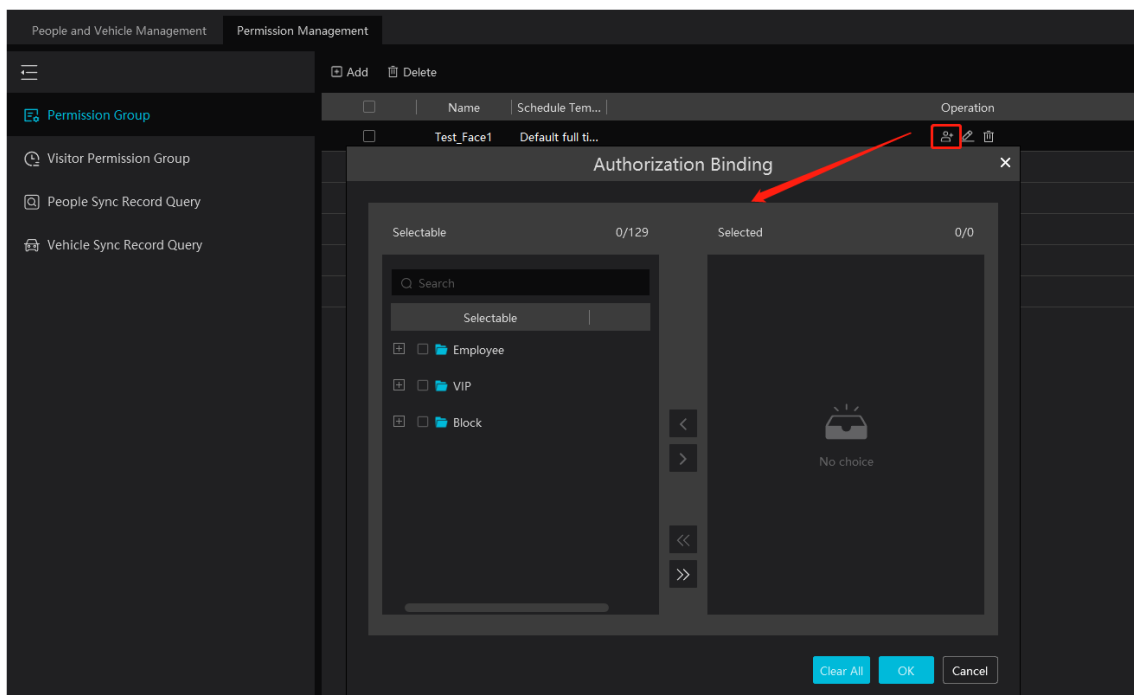 People and Vehicle Management Permission Management
Add Delete
Permission Group
Visitor Permission Group
People Sync Record Query
Vehicle Sync Record Query
Name Schedule Tem... Operation
Test_Face1 Default full ti...
Authorization Binding
Selectable 0/129 Selected 0/0
Search
Selectable
Employee
VIP
Block
No choice
Clear All OK Cancel